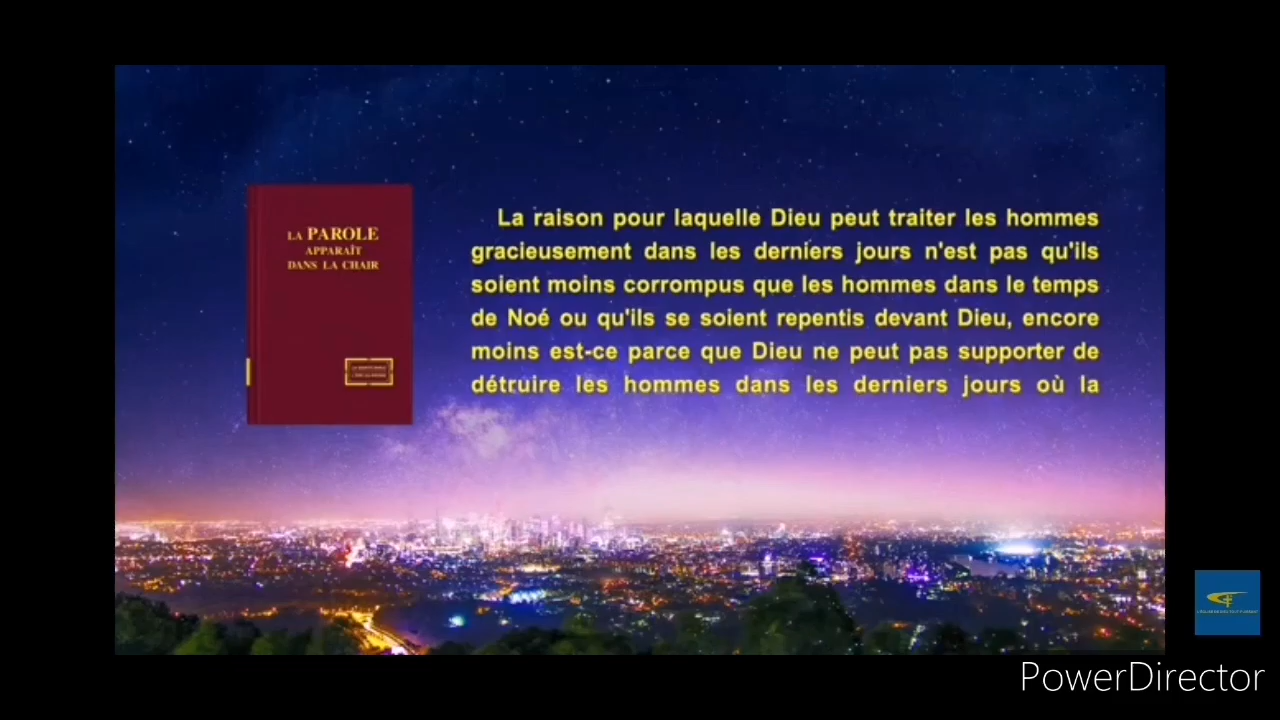 LA PAROLE
APPARAÎT
DANS LA CHAIR
La raison pour laquelle Dieu peut traiter les hommes
gracieusement dans les derniers jours n'est pas qu'ils
soient moins corrompus que les hommes dans le temps
de Noé ou qu'ils se soient repentis devant Dieu, encore
moins est-ce parce que Dieu ne peut pas supporter de
détruire les hommes dans les derniers jours où la
PowerDirector